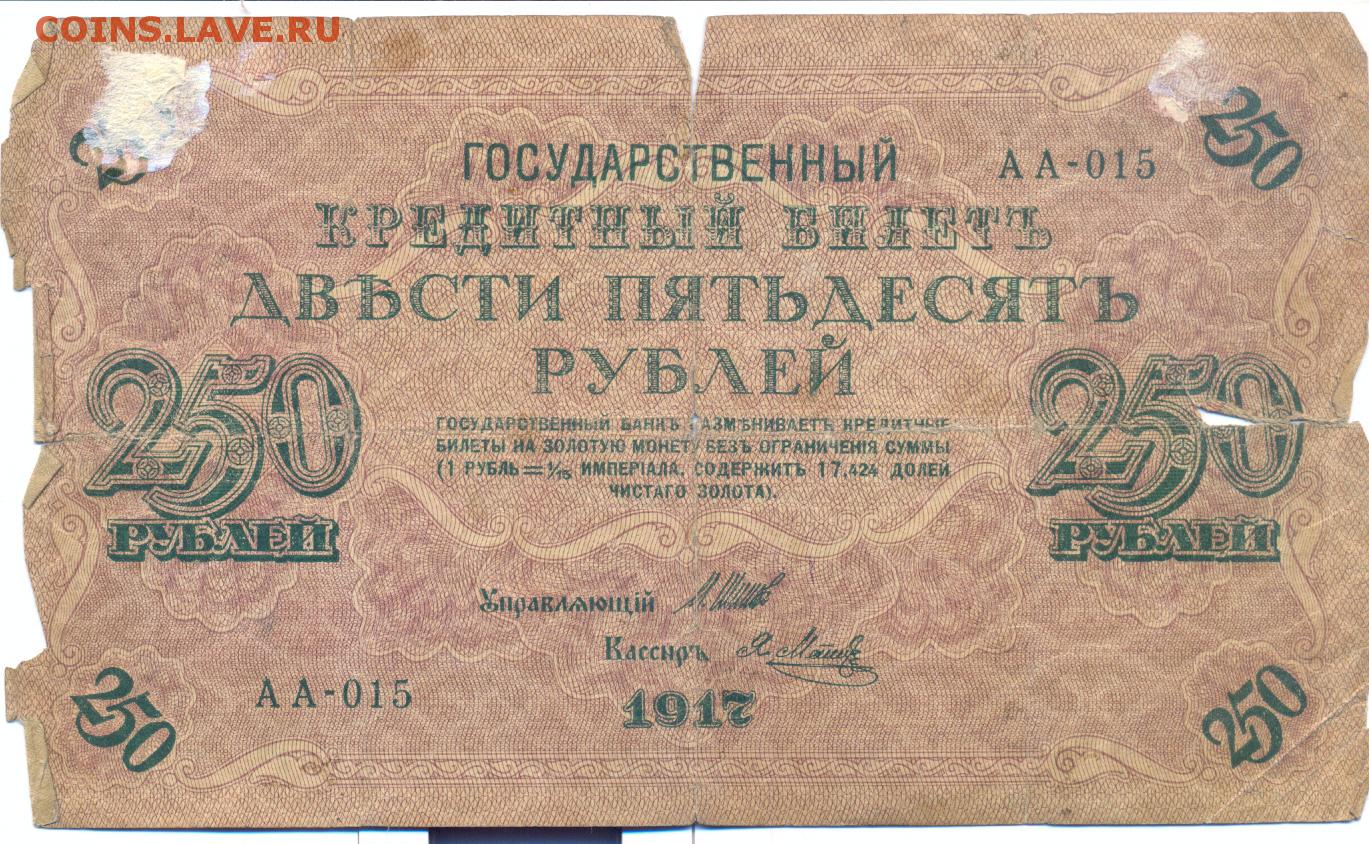 COINS.LAVE.RU
ГОСУДАРСТВЕННЫЙ
АА-015
250
КРЕДИТНЫЙ БИЛЕТЪ
ДВѢСТИ ПЯТЬДЕСЯТЪ
РУБЛЕЙ
250
РУБЛЕЙ
250
РУБЛЕЙ
ГОСУДАРСТВЕННЫЙ БАНКЪ РАЗМѢНИВАЕТЪ КРЕДИТНЫЕ
БИЛЕТЫ НА ЗОЛОТУЮ МОНЕТУ БЕЗЪ ОГРАНИЧЕНІЯ СУММЫ
(1 РУБЛЬ = 1/15 ИМПЕРІАЛА, СОДЕРЖИТЪ 17,424 ДОЛЕЙ
ЧИСТАГО ЗОЛОТА).
Управляющій
Кассиръ
АА-015
1917
250
250